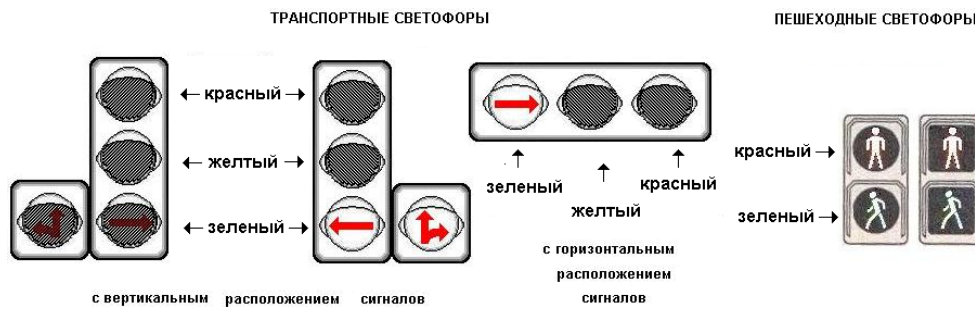 ТРАНСПОРТНЫЕ СВЕТОФОРЫ
ПЕШЕХОДНЫЕ СВЕТОФОРЫ
красный
желтый
зеленый
зеленый
желтый
красный
красный
зеленый
с вертикальным расположением сигналов
с горизонтальным
расположением
сигналов